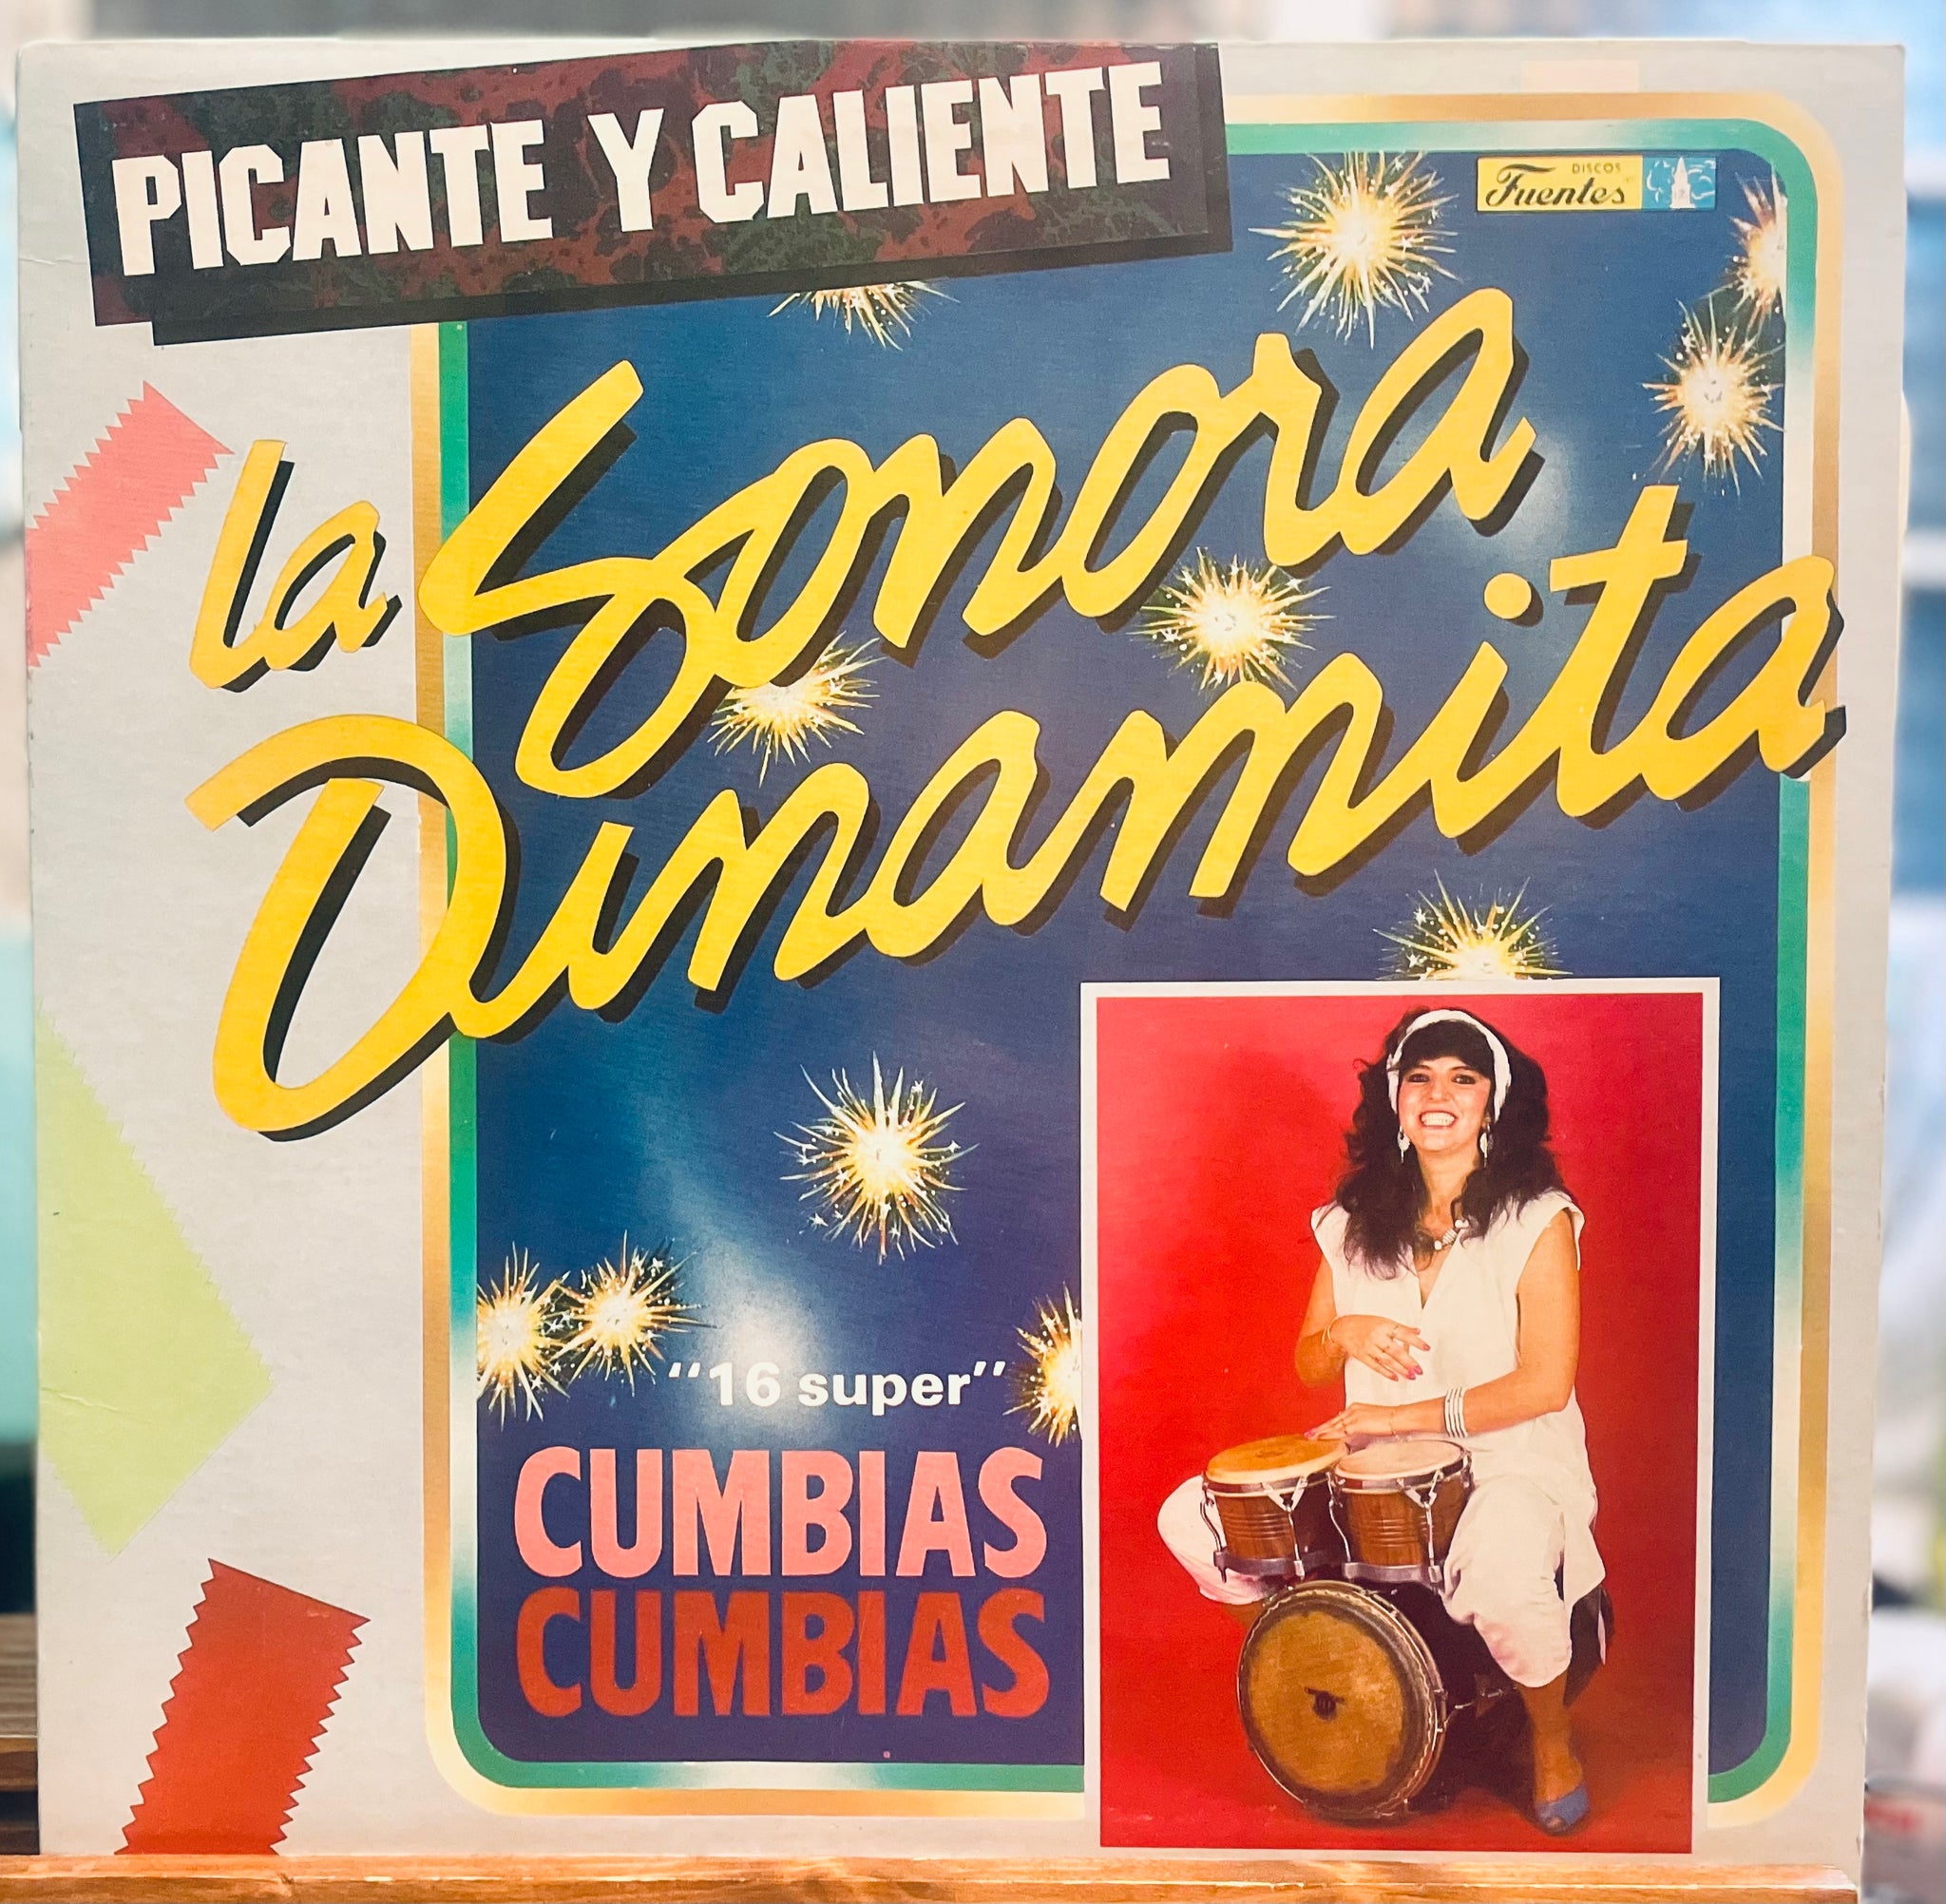 PICANTE Y CALIENTE
DISCOS
Fuentes
la Sonora
Dinamita
"16 super"
CUMBIAS
CUMBIAS